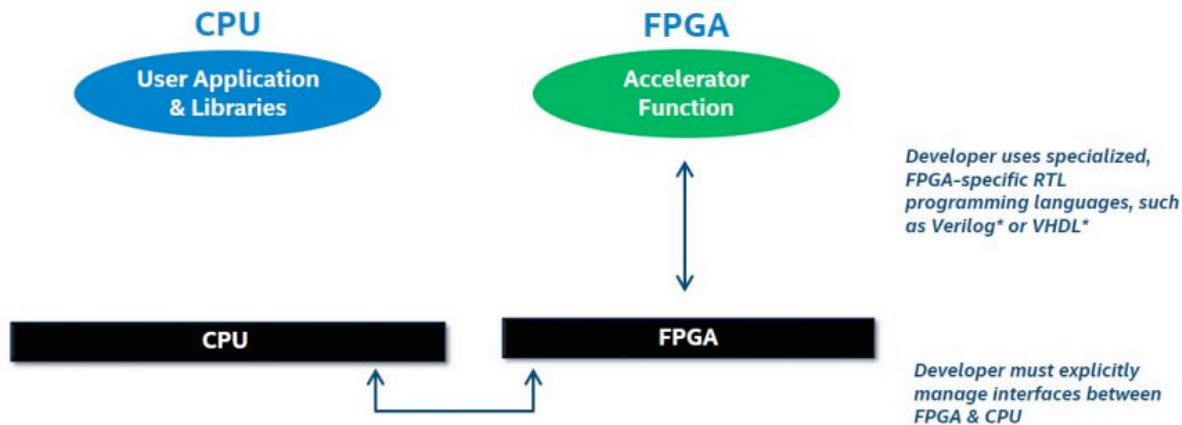 CPU
FPGA
User Application
& Libraries
Accelerator
Function
Developer uses specialized,
FPGA-specific RTL
programming languages, such
as Verilog* or VHDL*
CPU
FPGA
Developer must explicitly
manage interfaces between
FPGA & CPU